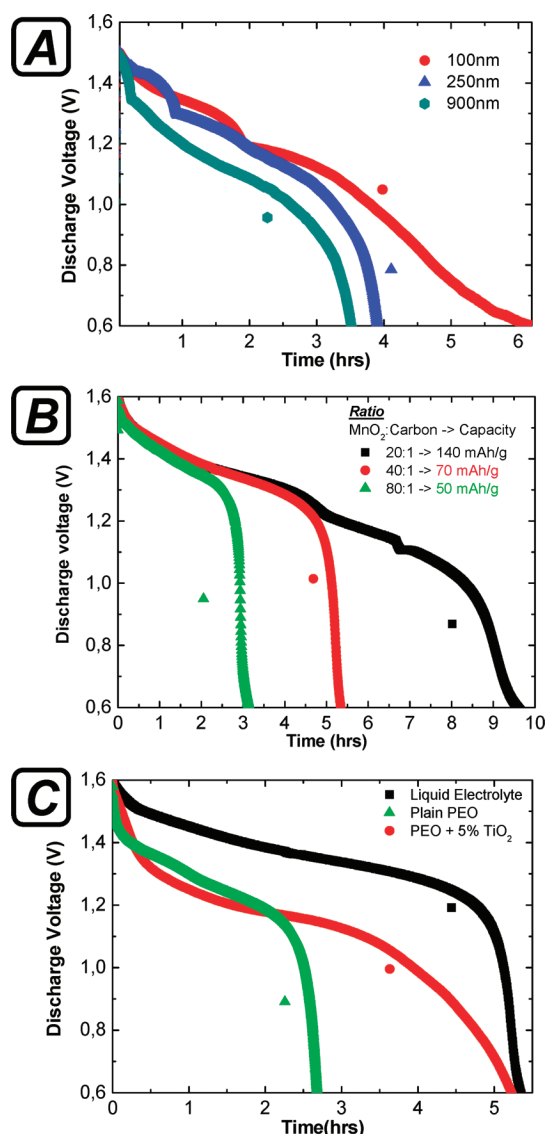 A
1,6
1,4
1,2
1,0
0,8
0,6
Discharge Voltage (V)
100nm
250nm
900nm
1 2 3 4 5 6
Time (hrs)
B
1,6
1,4
1,2
1,0
0,8
0,6
Discharge voltage (V)
Ratio
MnO₂:Carbon -> Capacity
20:1 -> 140 mAh/g
40:1 -> 70 mAh/g
80:1 -> 50 mAh/g
0 1 2 3 4 5 6 7 8 9 10
Time (hrs)
C
1,6
1,4
1,2
1,0
0,8
0,6
Discharge Voltage (V)
Liquid Electrolyte
Plain PEO
PEO + 5% TiO₂
0 1 2 3 4 5
Time(hrs)